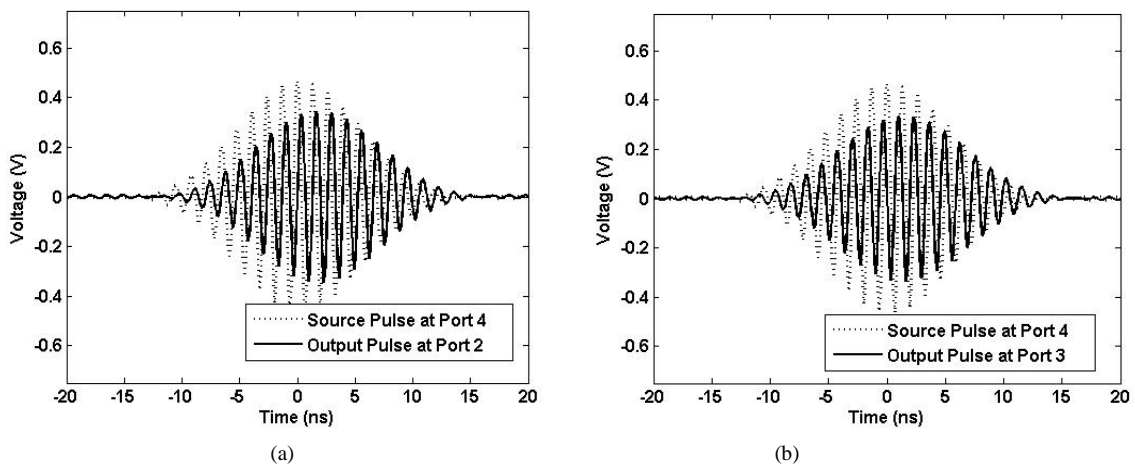 0.6
0.4
0.2
0
-0.2
-0.4
-0.6
Voltage (V)
Source Pulse at Port 4
Output Pulse at Port 2
-20 -15 -10 -5 0 5 10 15 20
Time (ns)
(a)
0.6
0.4
0.2
0
-0.2
-0.4
-0.6
Voltage (V)
Source Pulse at Port 4
Output Pulse at Port 3
-20 -15 -10 -5 0 5 10 15 20
Time (ns)
(b)